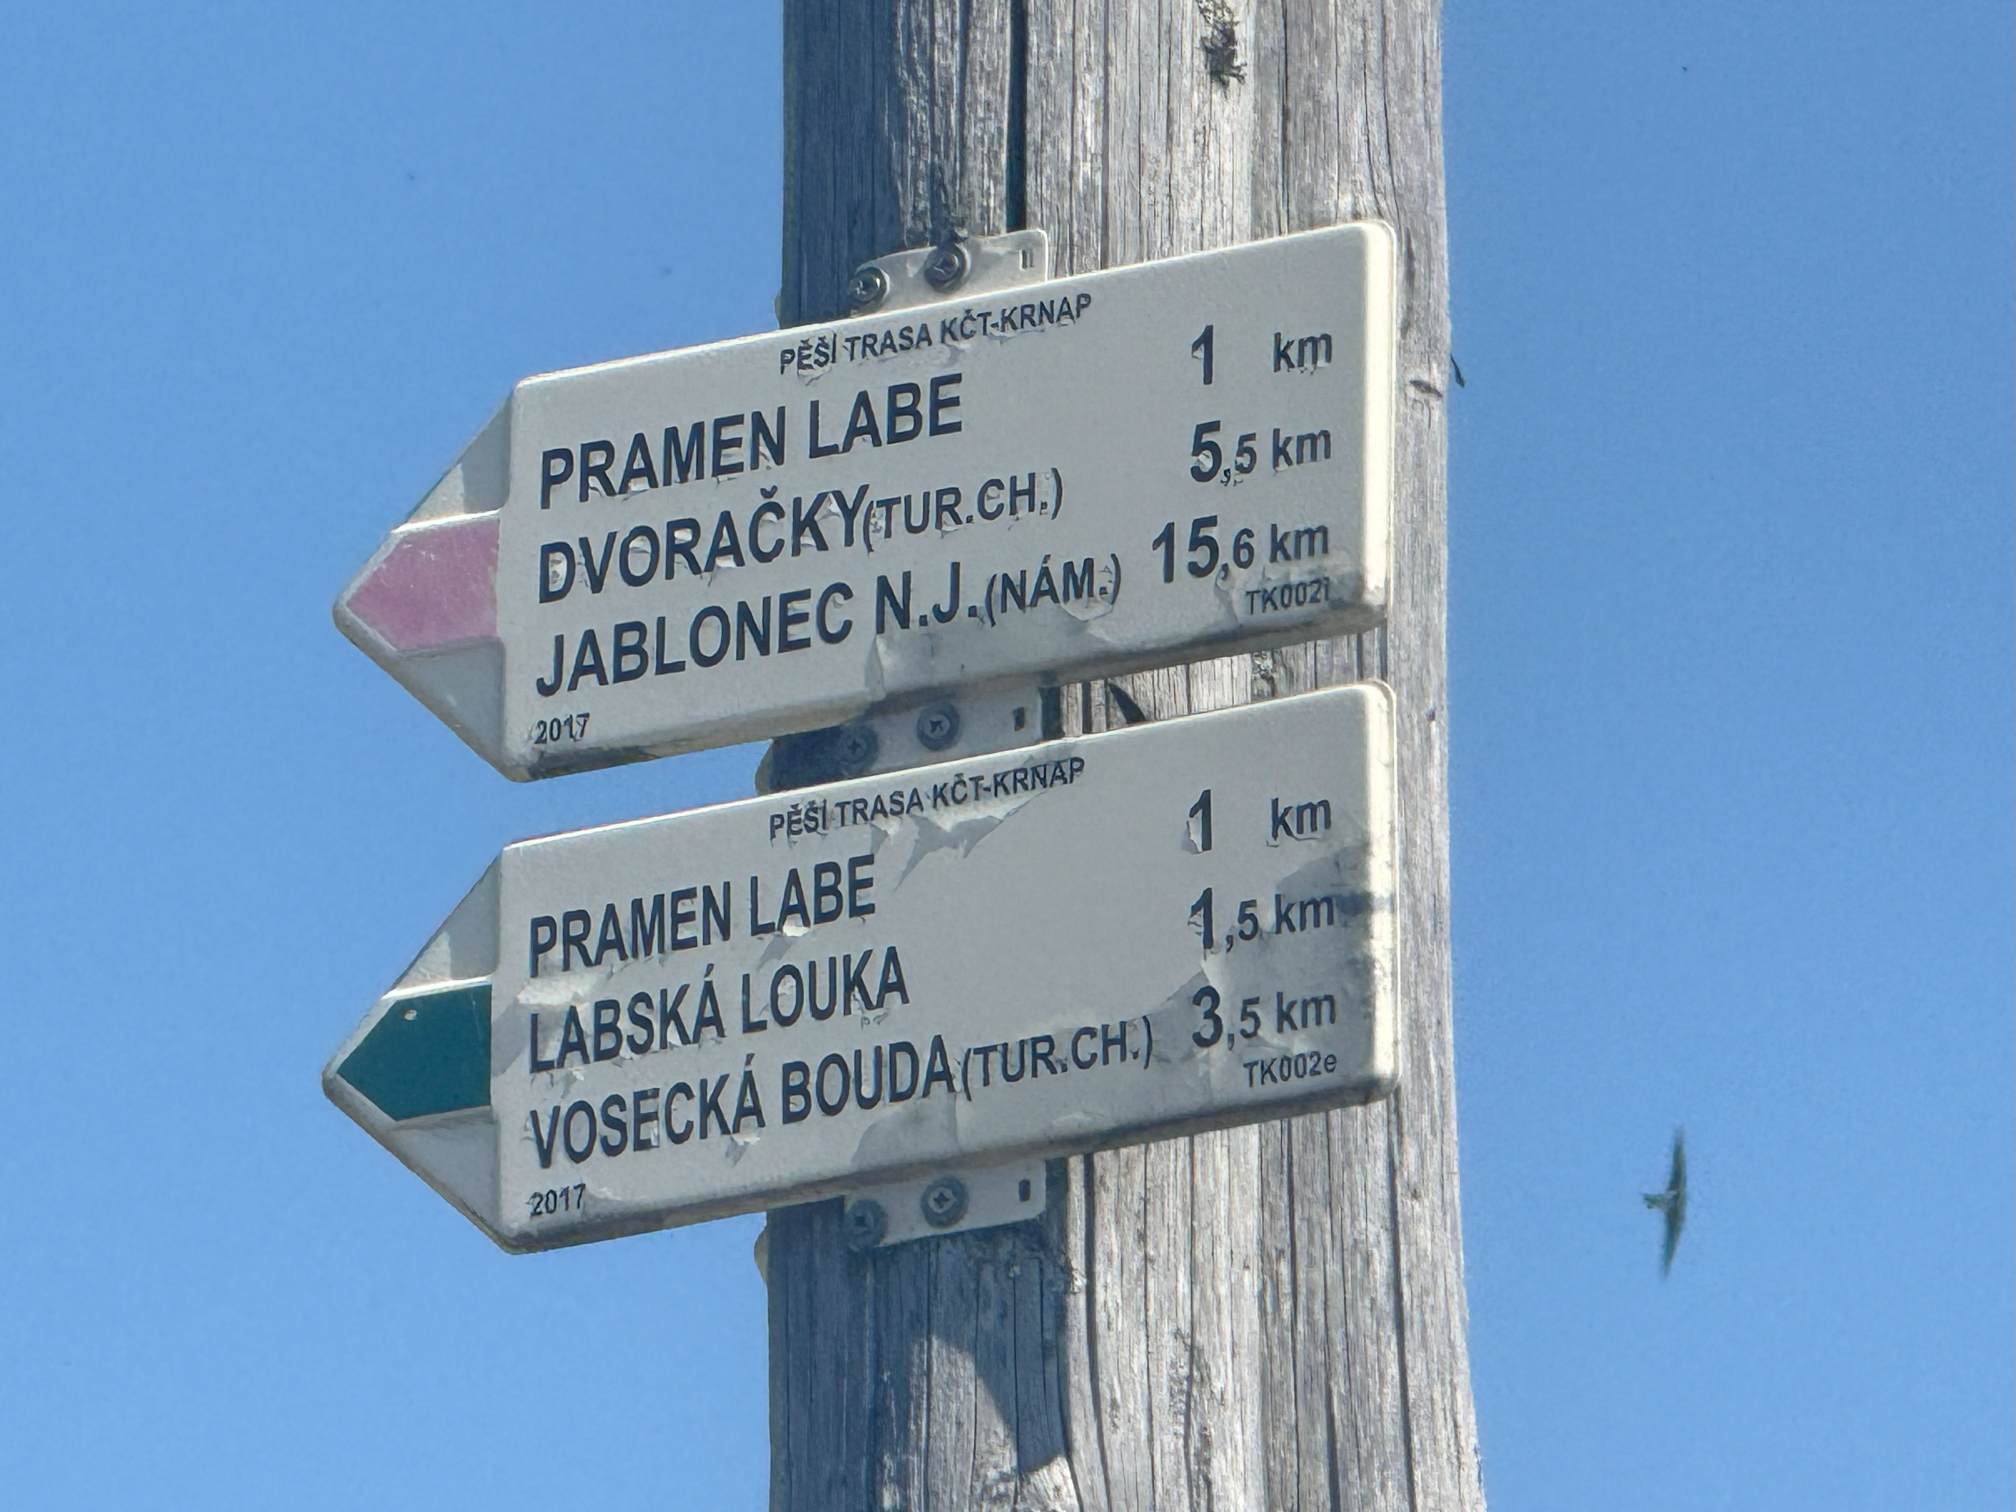 PĚŠÍ TRASA KČT-KRNAP
PRAMEN LABE 1 km
DVORAČKY(TUR.CH.) 5,5 km
JABLONEC N.J.(NÁM.) 15,6 km
TK002i
2017
PĚŠÍ TRASA KČT-KRNAP
PRAMEN LABE 1 km
LABSKÁ LOUKA 1,5 km
VOSECKÁ BOUDA(TUR.CH.) 3,5 km
TK002e
2017